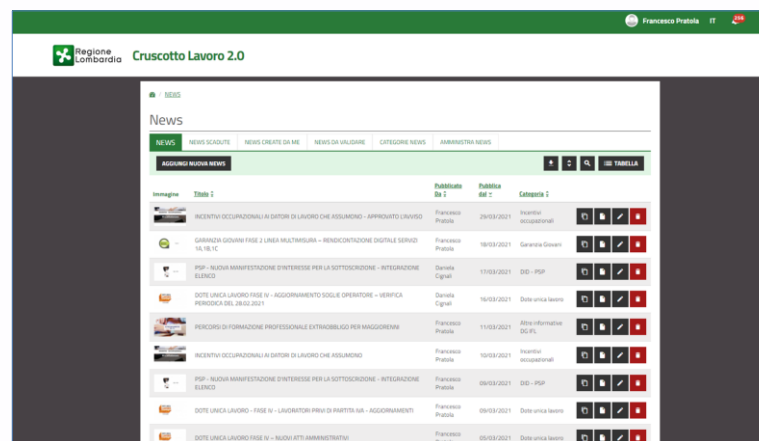 Francesco Pratola IT 256
Regione
Lombardia
Cruscotto Lavoro 2.0
/ NEWS
News
NEWS NEWS SCADUTE NEWS CREATE DA ME NEWS DA VALIDARE CATEGORIE NEWS AMMINISTRA NEWS
AGGIUNGI NUOVA NEWS TABELLA
Immagine Titolo Pubblicato Da Pubblica dal Categoria
INCENTIVI OCCUPAZIONALI AI DATORI DI LAVORO CHE ASSUMONO - APPROVATO L'AVVISO Francesco Pratola 29/03/2021 Incentivi occupazionali
GARANZIA GIOVANI FASE 2 LINEA MULTIMISURA – RENDICONTAZIONE DIGITALE SERVIZI
1A,1B,1C Francesco Pratola 18/03/2021 Garanzia Giovani
PSP - NUOVA MANIFESTAZIONE D'INTERESSE PER LA SOTTOSCRIZIONE - INTEGRAZIONE
ELENCO Daniela Cignali 17/03/2021 DID - PSP
DOTE UNICA LAVORO FASE IV - AGGIORNAMENTO SOGLIE OPERATORE – VERIFICA
PERIODICA DEL 28.02.2021 Daniela Cignali 16/03/2021 Dote unica lavoro
PERCORSI DI FORMAZIONE PROFESSIONALE EXTRAOBBLIGO PER MAGGIORENNI Francesco Pratola 11/03/2021 Altre informative DG IFL
INCENTIVI OCCUPAZIONALI AI DATORI DI LAVORO CHE ASSUMONO Francesco Pratola 10/03/2021 Incentivi occupazionali
PSP - NUOVA MANIFESTAZIONE D'INTERESSE PER LA SOTTOSCRIZIONE - INTEGRAZIONE
ELENCO Francesco Pratola 09/03/2021 DID - PSP
DOTE UNICA LAVORO - FASE IV – LAVORATORI PRIVI DI PARTITA IVA - AGGIORNAMENTI Francesco Pratola 09/03/2021 Dote unica lavoro
DOTE UNICA LAVORO FASE IV – NUOVI ATTI AMMINISTRATIVI Francesco 05/03/2021 Dote unica lavoro